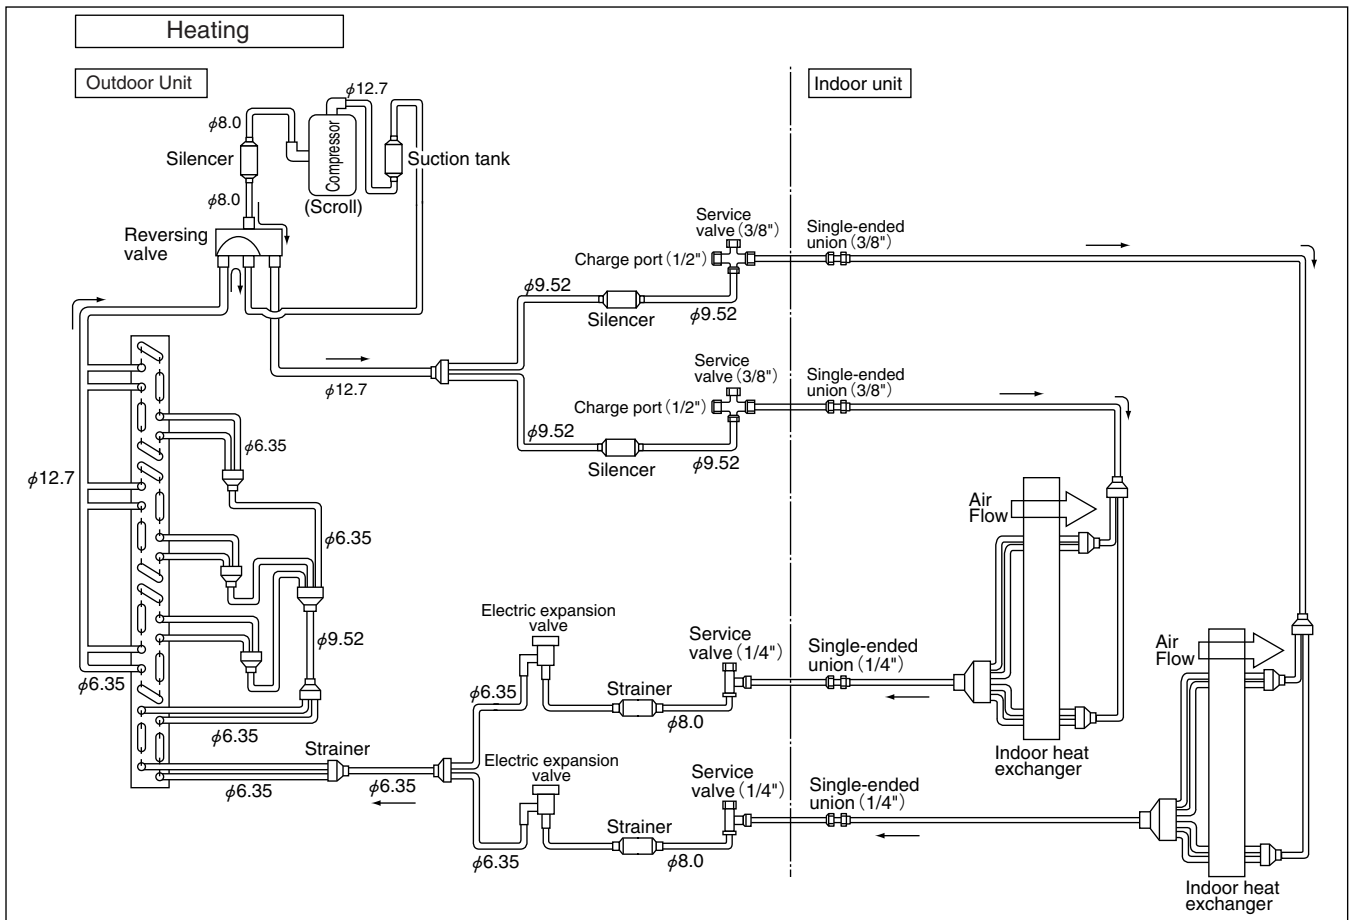 Heating
Outdoor Unit
Indoor unit
φ12.7
φ8.0
Silencer
Compressor
Suction tank
φ8.0
(Scroll)
Reversing
valve
Service
valve (3/8")
Single-ended
union (3/8")
Charge port (1/2")
φ9.52
Silencer
φ9.52
φ12.7
Service
valve (3/8")
Single-ended
union (3/8")
Charge port (1/2")
φ9.52
Silencer
φ9.52
φ6.35
φ12.7
φ6.35
Air
Flow
Electric expansion
valve
Service
valve (1/4")
Single-ended
union (1/4")
φ9.52
Air
Flow
φ6.35
φ6.35
Strainer
φ8.0
φ6.35
Strainer
Indoor heat
exchanger
Electric expansion
valve
Service
valve (1/4")
Single-ended
union (1/4")
φ6.35
φ6.35
Strainer
φ6.35
φ8.0
Indoor heat
exchanger